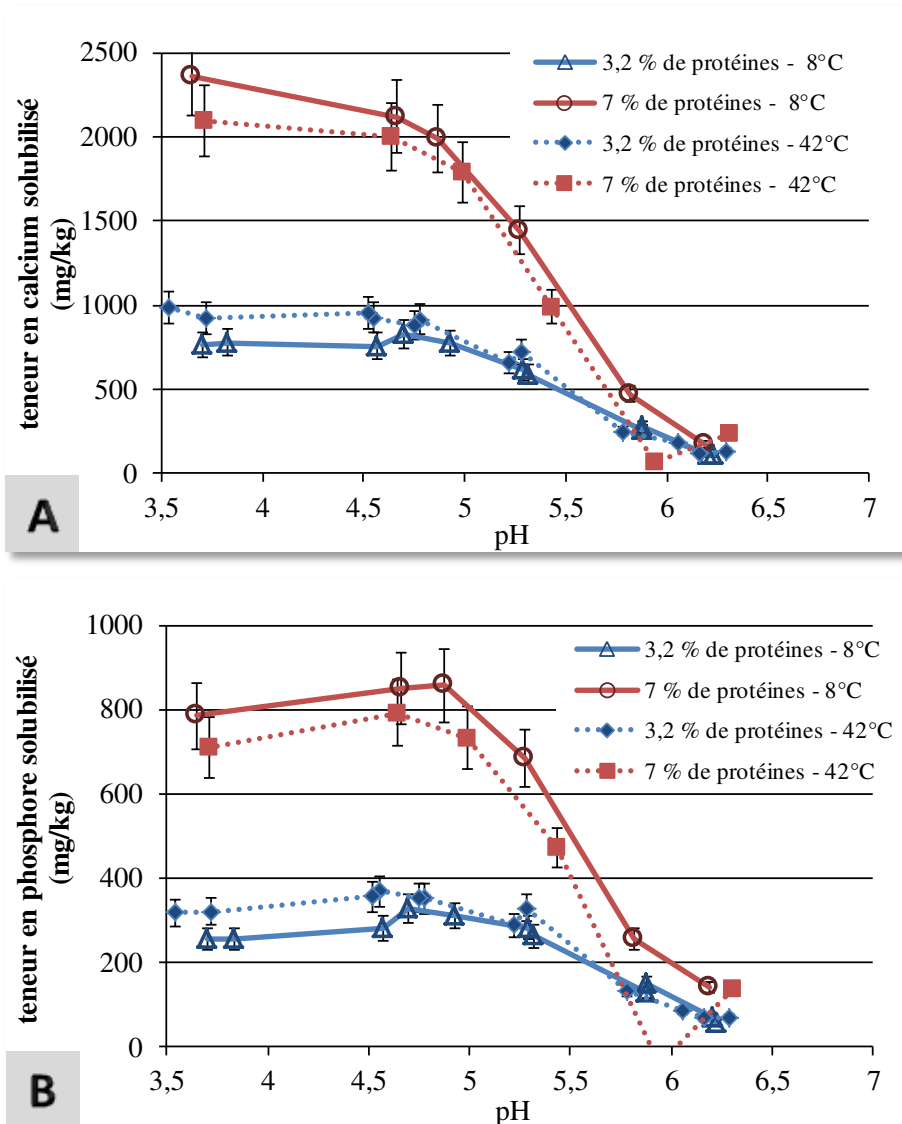 2500
2000
1500
1000
500
0
3,5 4 4,5 5 5,5 6 6,5 7
pH
teneur en calcium solubilisé
(mg/kg)
3,2 % de protéines - 8°C
7 % de protéines - 8°C
3,2 % de protéines - 42°C
7 % de protéines - 42°C
A
1000
800
600
400
200
0
3,5 4 4,5 5 5,5 6 6,5 7
pH
teneur en phosphore solubilisé
(mg/kg)
3,2 % de protéines - 8°C
7 % de protéines - 8°C
3,2 % de protéines - 42°C
7 % de protéines - 42°C
B